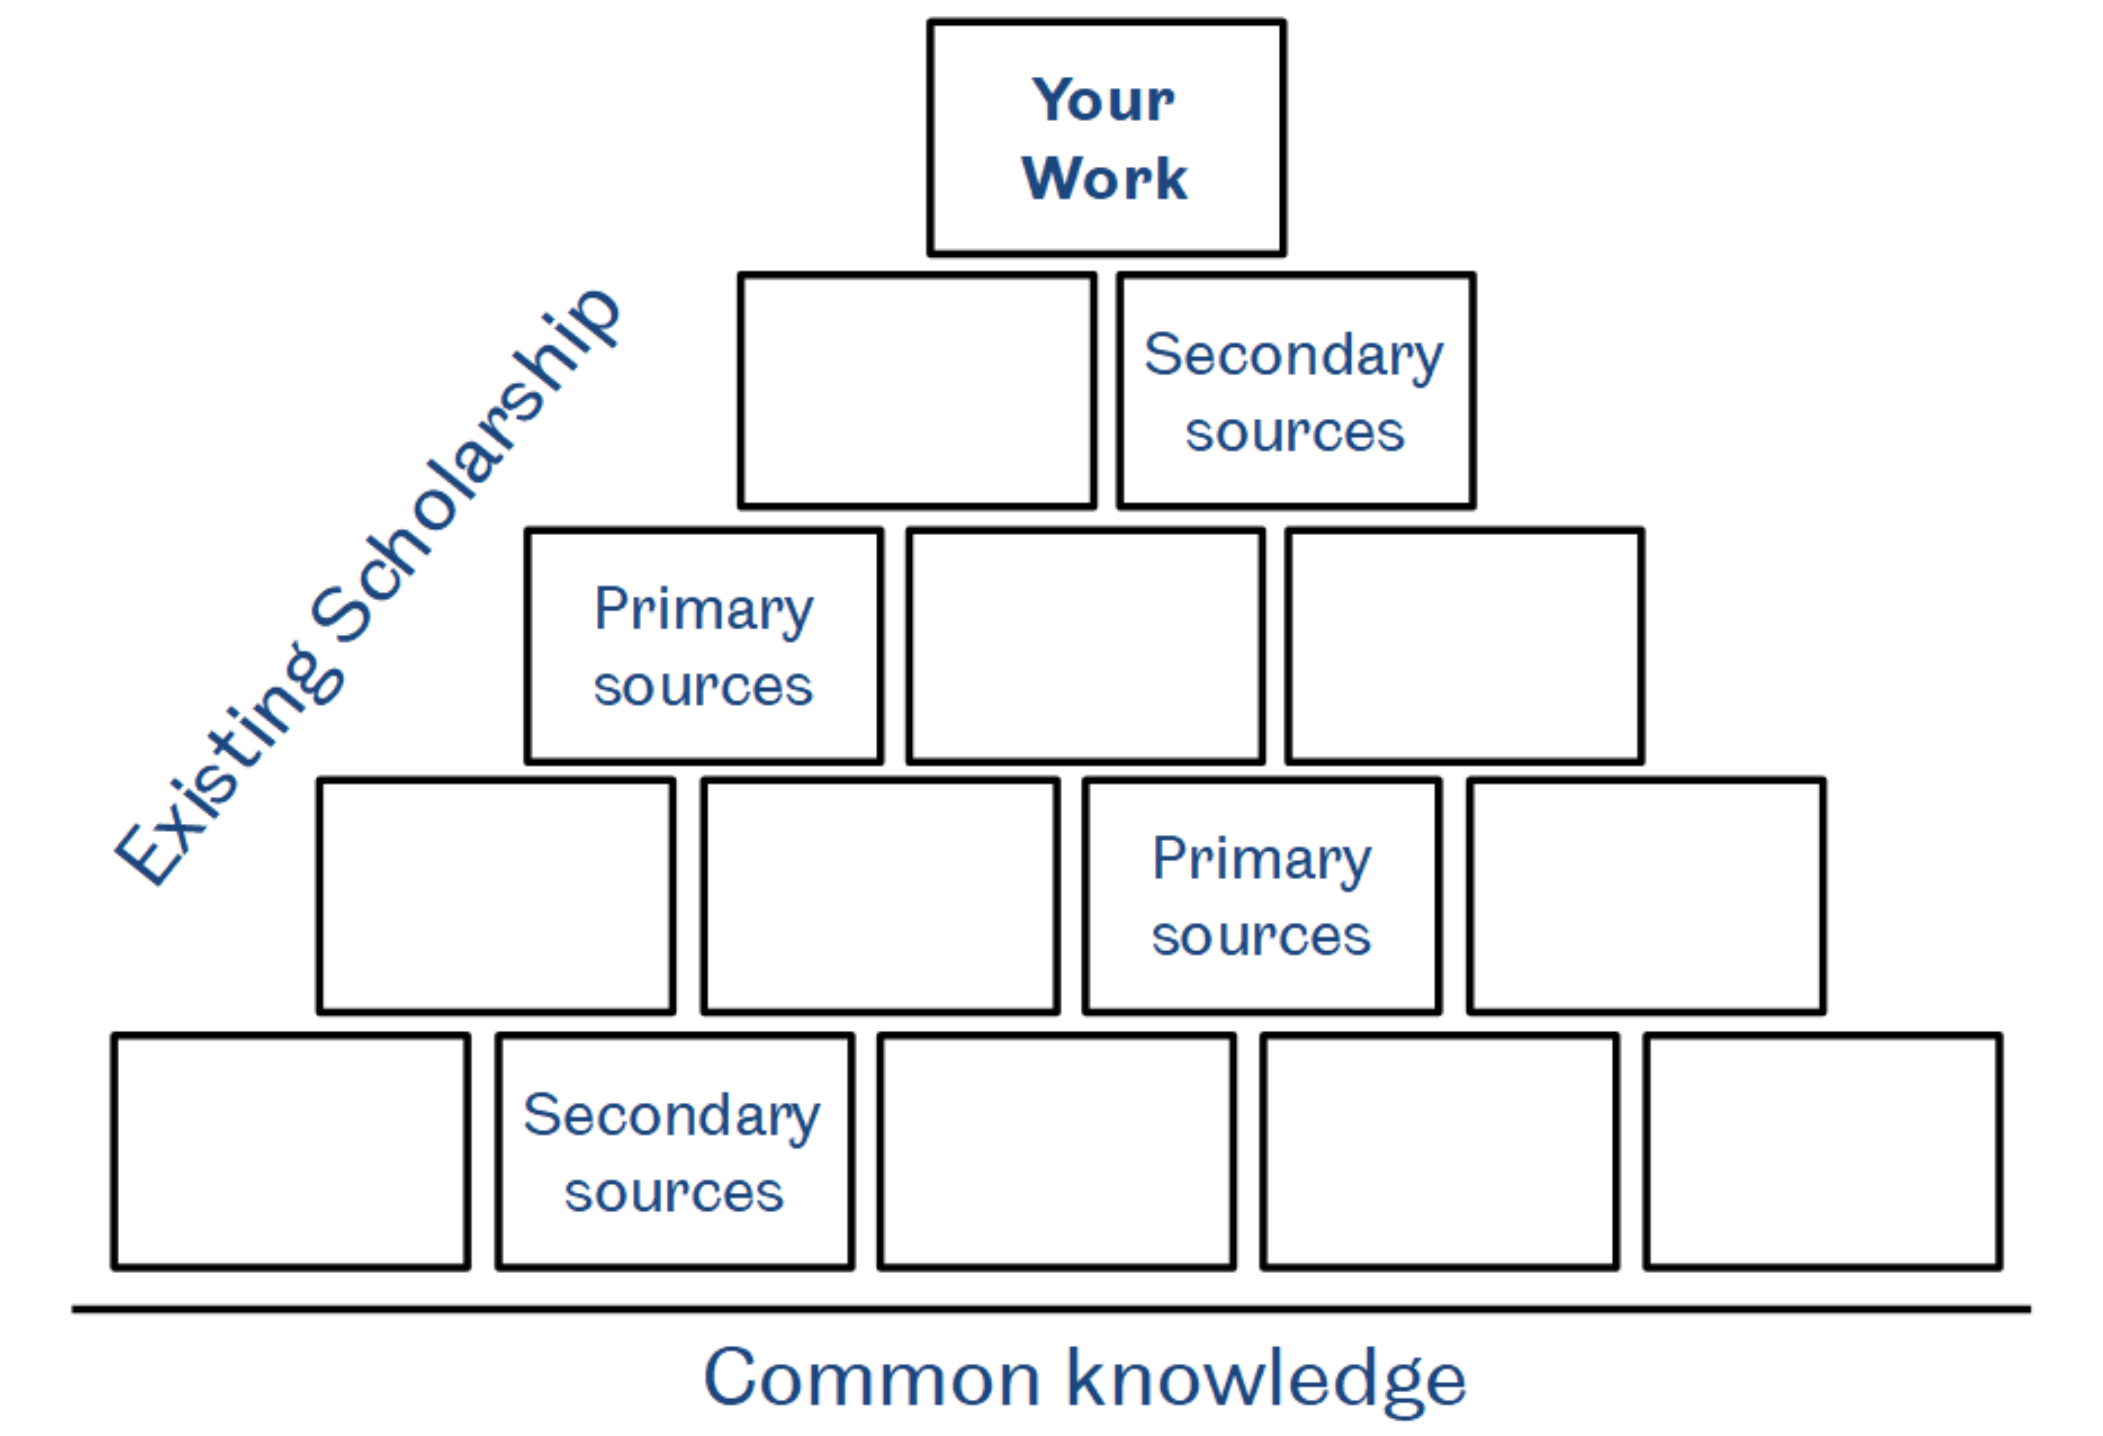 Your
Work
Existing Scholarship
Secondary
sources
Primary
sources
Primary
sources
Secondary
sources
Common knowledge